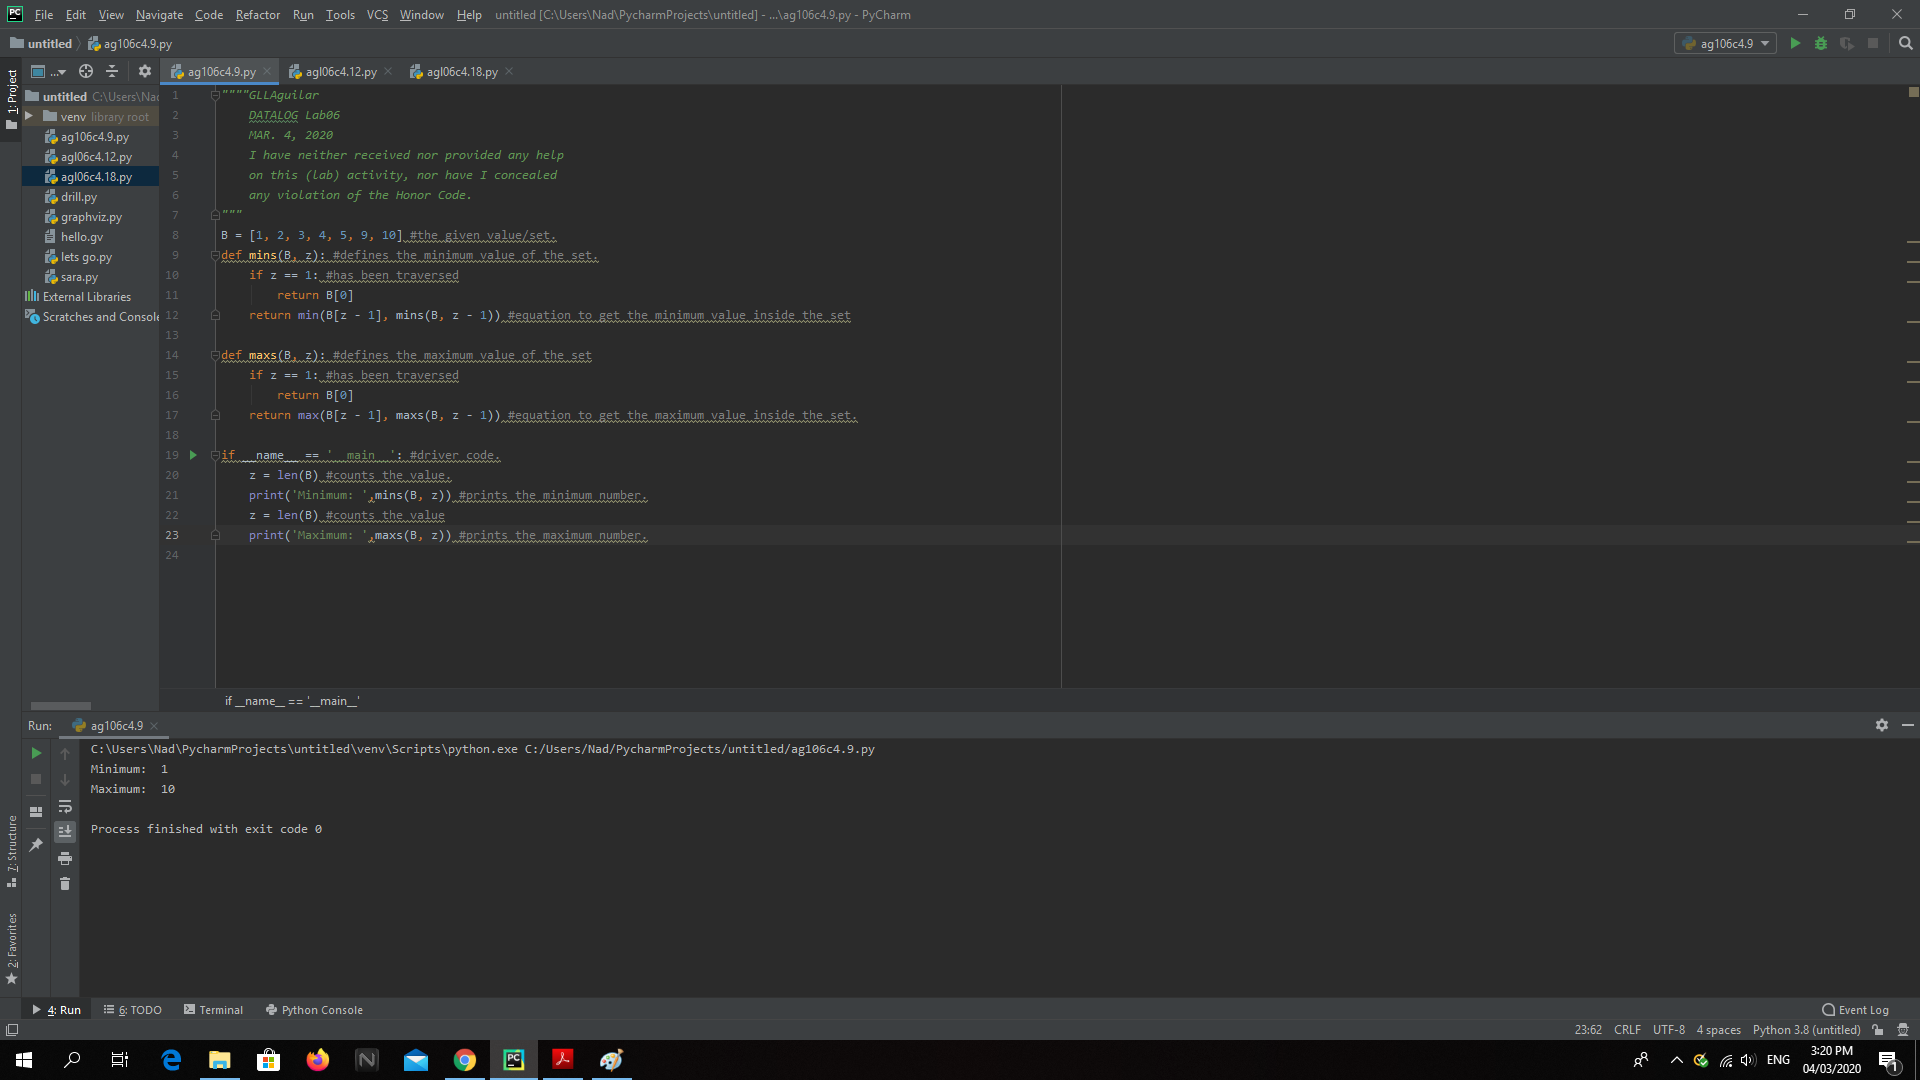 File Edit View Navigate Code Refactor Run Tools VCS Window Help untitled [C:\Users\Nad\PycharmProjects\untitled] - ...\ag106c4.9.py - PyCharm
untitled ag106c4.9.py ag106c4.9
... ag106c4.9.py agl06c4.12.py agl06c4.18.py
1: Project
untitled C:\Users\Nad
venv library root
ag106c4.9.py
agl06c4.12.py
agl06c4.18.py
drill.py
graphviz.py
hello.gv
lets go.py
sara.py
External Libraries
Scratches and Console
1 """"GLLAguilar
2 DATALOG Lab06
3 MAR. 4, 2020
4 I have neither received nor provided any help
5 on this (lab) activity, nor have I concealed
6 any violation of the Honor Code.
7 """
8 B = [1, 2, 3, 4, 5, 9, 10] #the given value/set.
9 def mins(B, z): #defines the minimum value of the set.
10 if z == 1: #has been traversed
11 return B[0]
12 return min(B[z - 1], mins(B, z - 1)) #equation to get the minimum value inside the set
13
14 def maxs(B, z): #defines the maximum value of the set
15 if z == 1: #has been traversed
16 return B[0]
17 return max(B[z - 1], maxs(B, z - 1)) #equation to get the maximum value inside the set.
18
19 if __name__ == '__main__': #driver code.
20 z = len(B) #counts the value.
21 print('Minimum: ',mins(B, z)) #prints the minimum number.
22 z = len(B) #counts the value
23 print('Maximum: ',maxs(B, z)) #prints the maximum number.
24
if __name__ == '__main__'
Run: ag106c4.9
C:\Users\Nad\PycharmProjects\untitled\venv\Scripts\python.exe C:/Users/Nad/PycharmProjects/untitled/ag106c4.9.py
Minimum:  1
Maximum:  10
Process finished with exit code 0
7: Structure
2: Favorites
4: Run 6: TODO Terminal Python Console Event Log
23:62 CRLF UTF-8 4 spaces Python 3.8 (untitled)
ENG 3:20 PM
04/03/2020 1